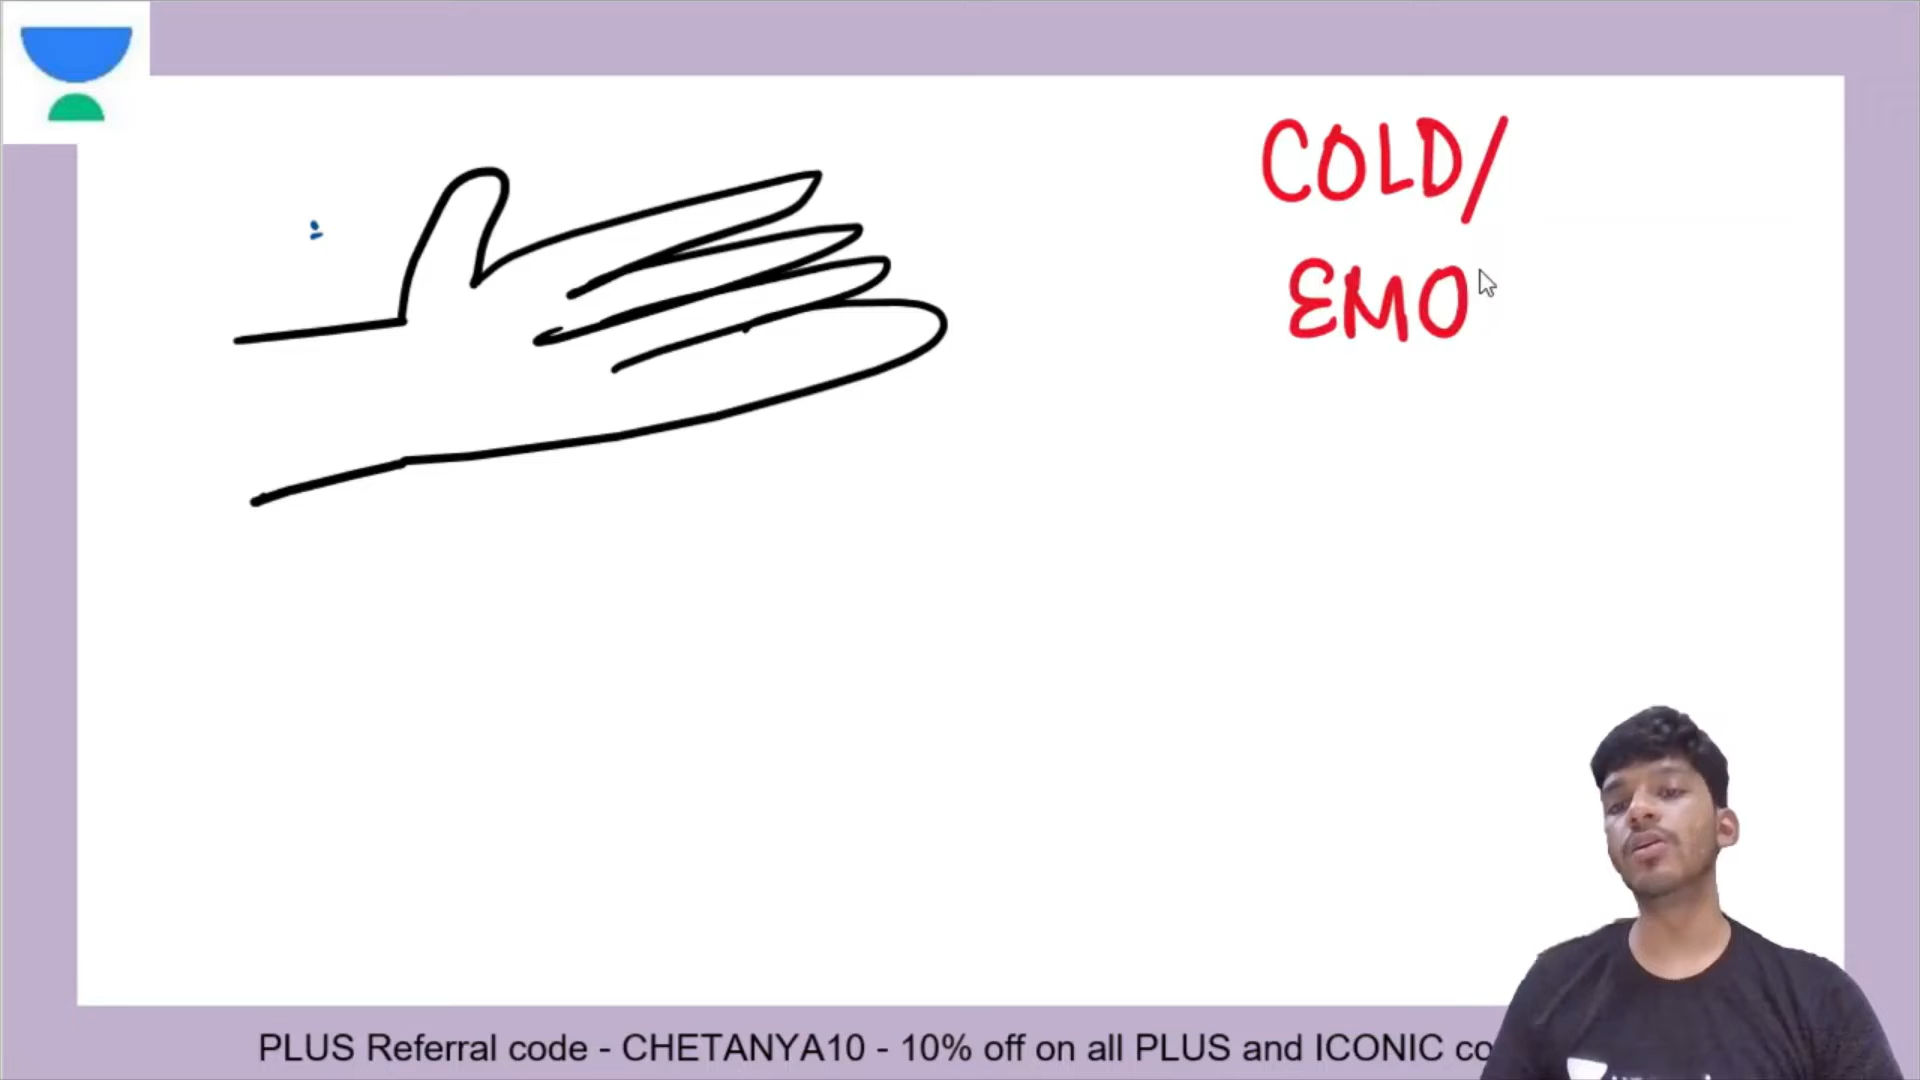 COLD/
EMO
PLUS Referral code - CHETANYA10 - 10% off on all PLUS and ICONIC co